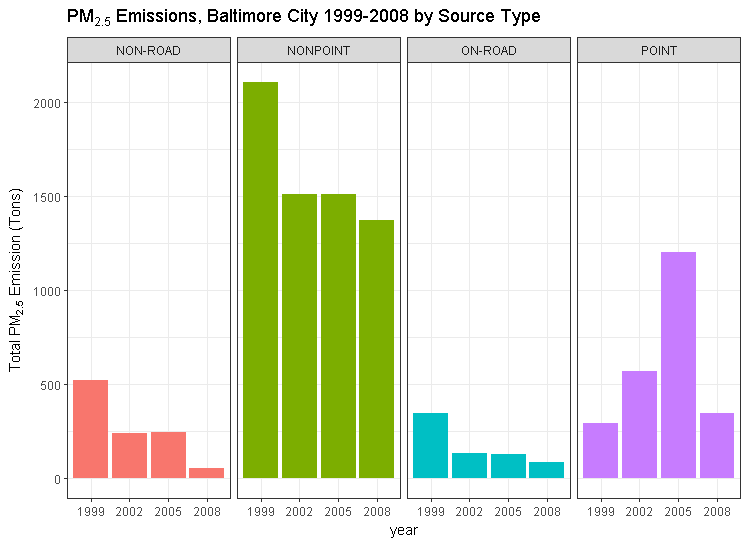 PM2.5 Emissions, Baltimore City 1999-2008 by Source Type
NON-ROAD NONPOINT ON-ROAD POINT
Total PM2.5 Emission (Tons)
2000
1500
1000
500
0
1999 2002 2005 2008 1999 2002 2005 2008 1999 2002 2005 2008 1999 2002 2005 2008
year